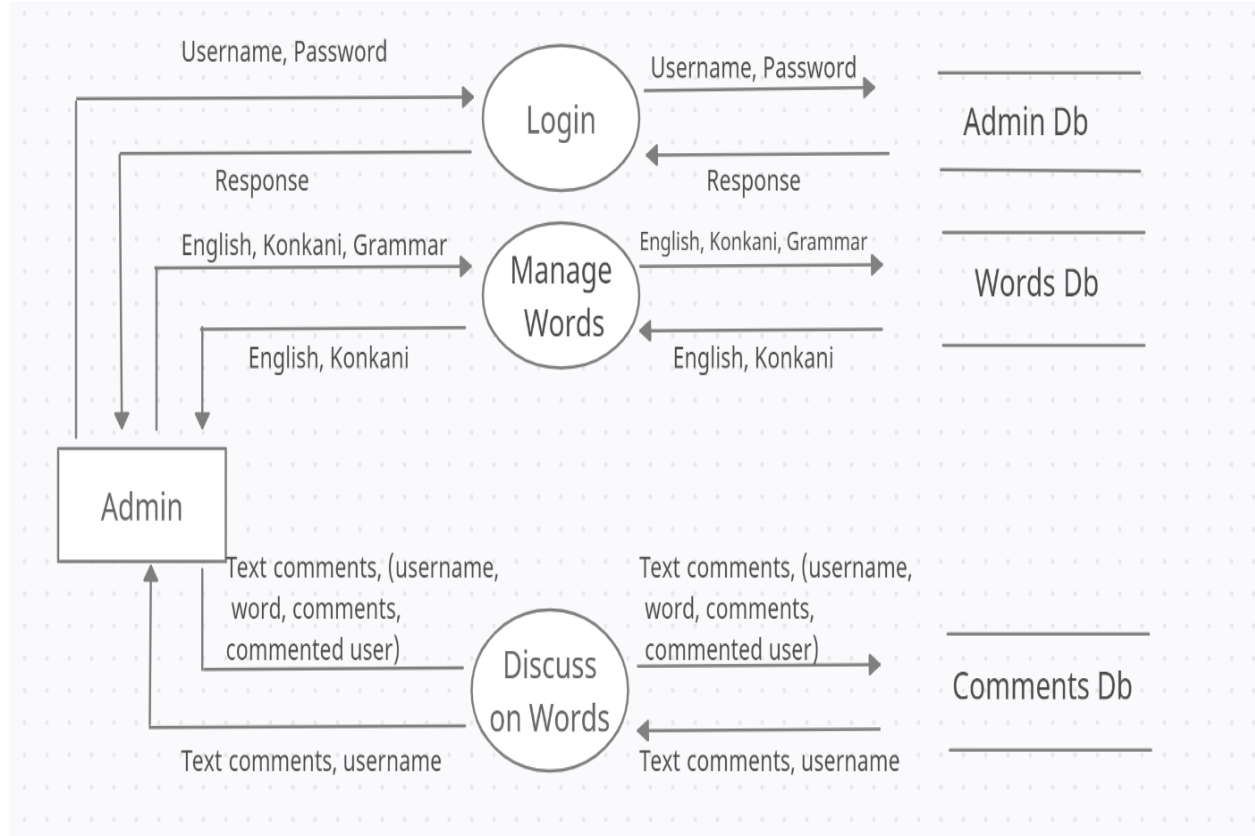 Username, Password
Username, Password
Login
Admin Db
Response
Response
English, Konkani, Grammar
English, Konkani, Grammar
Manage
Words
Words Db
English, Konkani
English, Konkani
Admin
Text comments, (username,
word, comments,
commented user)
Text comments, (username,
word, comments,
commented user)
Discuss
on Words
Comments Db
Text comments, username
Text comments, username